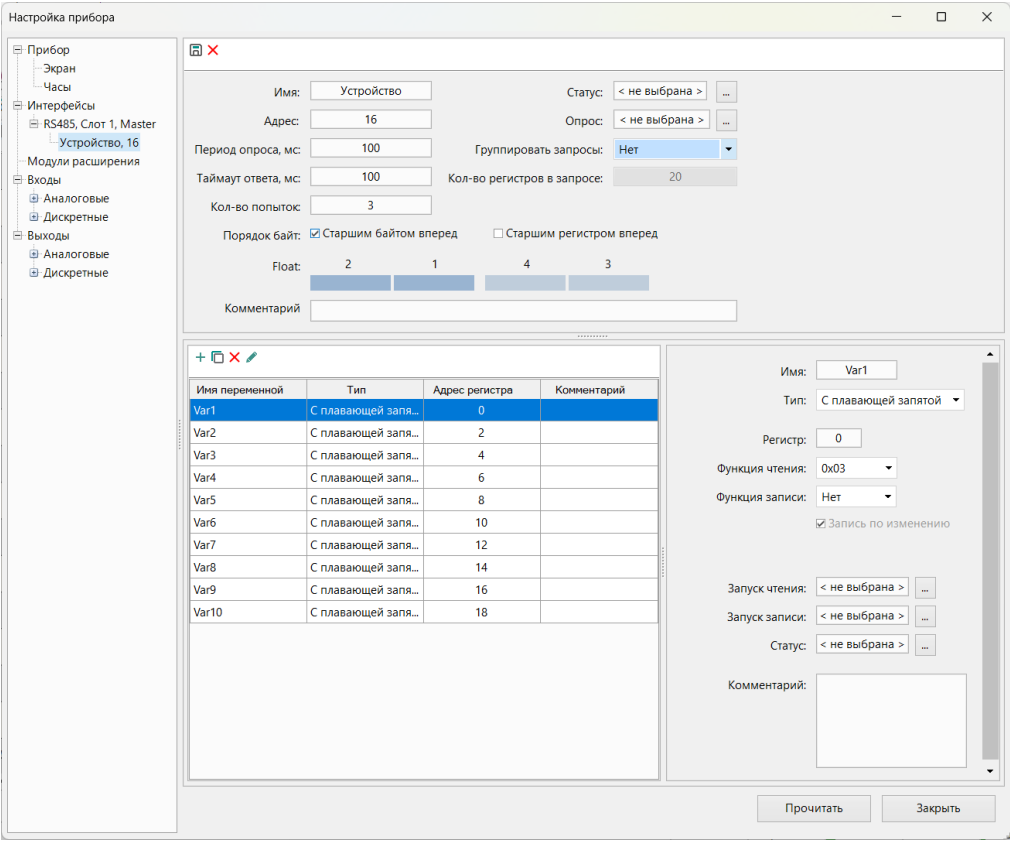 Настройка прибора
Прибор
Экран
Часы
Интерфейсы
RS485, Слот 1, Master
Устройство, 16
Модули расширения
Входы
Аналоговые
Дискретные
Выходы
Аналоговые
Дискретные
Имя: Устройство Статус: < не выбрана > ...
Адрес: 16 Опрос: < не выбрана > ...
Период опроса, мс: 100 Группировать запросы: Нет
Таймаут ответа, мс: 100 Кол-во регистров в запросе: 20
Кол-во попыток: 3
Порядок байт: Старшим байтом вперед Старшим регистром вперед
Float: 2 1 4 3
Комментарий
Имя переменной Тип Адрес регистра Комментарий
Var1 С плавающей запя... 0
Var2 С плавающей запя... 2
Var3 С плавающей запя... 4
Var4 С плавающей запя... 6
Var5 С плавающей запя... 8
Var6 С плавающей запя... 10
Var7 С плавающей запя... 12
Var8 С плавающей запя... 14
Var9 С плавающей запя... 16
Var10 С плавающей запя... 18
Имя: Var1
Тип: С плавающей запятой
Регистр: 0
Функция чтения: 0x03
Функция записи: Нет
Запись по изменению
Запуск чтения: < не выбрана > ...
Запуск записи: < не выбрана > ...
Статус: < не выбрана > ...
Комментарий:
Прочитать Закрыть